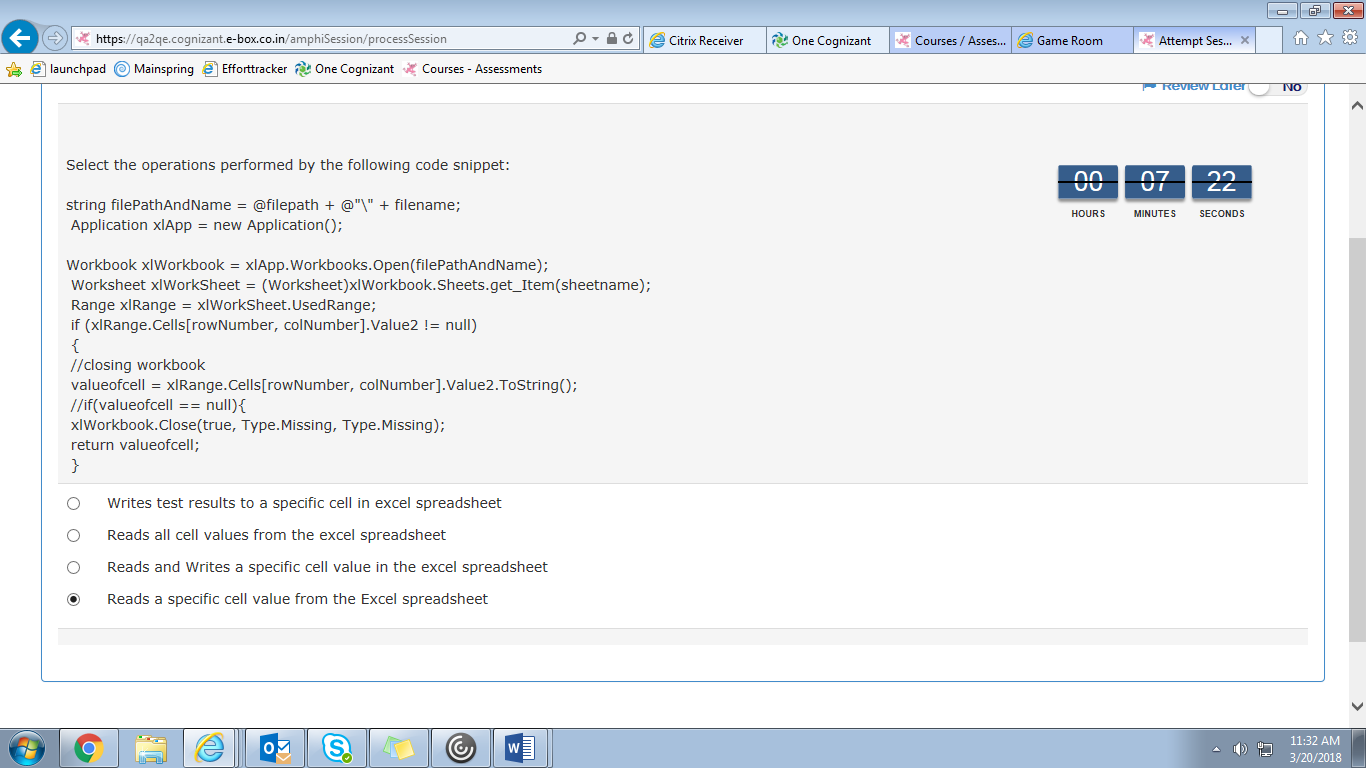 https://qa2qe.cognizant.e-box.co.in/amphiSession/processSession
Citrix Receiver
One Cognizant
Courses / Asses...
Game Room
Attempt Ses...
launchpad
Mainspring
Efforttracker
One Cognizant
Courses - Assessments
Review Later
No
Select the operations performed by the following code snippet:
00 07 22
HOURS MINUTES SECONDS
string filePathAndName = @filepath + @"\" + filename;
Application xlApp = new Application();
Workbook xlWorkbook = xlApp.Workbooks.Open(filePathAndName);
Worksheet xlWorkSheet = (Worksheet)xlWorkbook.Sheets.get_Item(sheetname);
Range xlRange = xlWorkSheet.UsedRange;
if (xlRange.Cells[rowNumber, colNumber].Value2 != null)
{
//closing workbook
valueofcell = xlRange.Cells[rowNumber, colNumber].Value2.ToString();
//if(valueofcell == null){
xlWorkbook.Close(true, Type.Missing, Type.Missing);
return valueofcell;
}
Writes test results to a specific cell in excel spreadsheet
Reads all cell values from the excel spreadsheet
Reads and Writes a specific cell value in the excel spreadsheet
Reads a specific cell value from the Excel spreadsheet
11:32 AM
3/20/2018